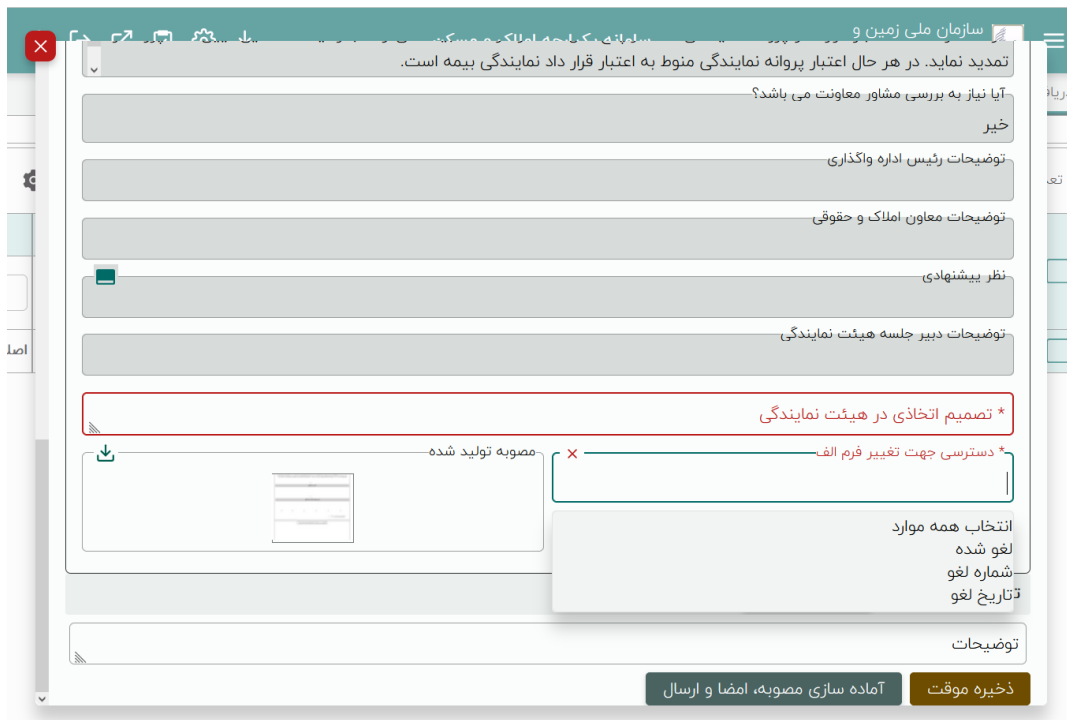 سازمان ملی زمین و
تمدید نماید. در هر حال اعتبار پروانه نمایندگی منوط به اعتبار قرار داد نمایندگی بیمه است.
آیا نیاز به بررسی مشاور معاونت می باشد؟
خیر
توضیحات رئیس اداره واگذاری
توضیحات معاون املاک و حقوقی
نظر پیشنهادی
توضیحات دبیر جلسه هیئت نمایندگی
* تصمیم اتخاذی در هیئت نمایندگی
* دسترسی جهت تغییر فرم الف
مصوبه تولید شده
انتخاب همه موارد
لغو شده
شماره لغو
تاریخ لغو
توضیحات
ذخیره موقت
آماده سازی مصوبه، امضا و ارسال